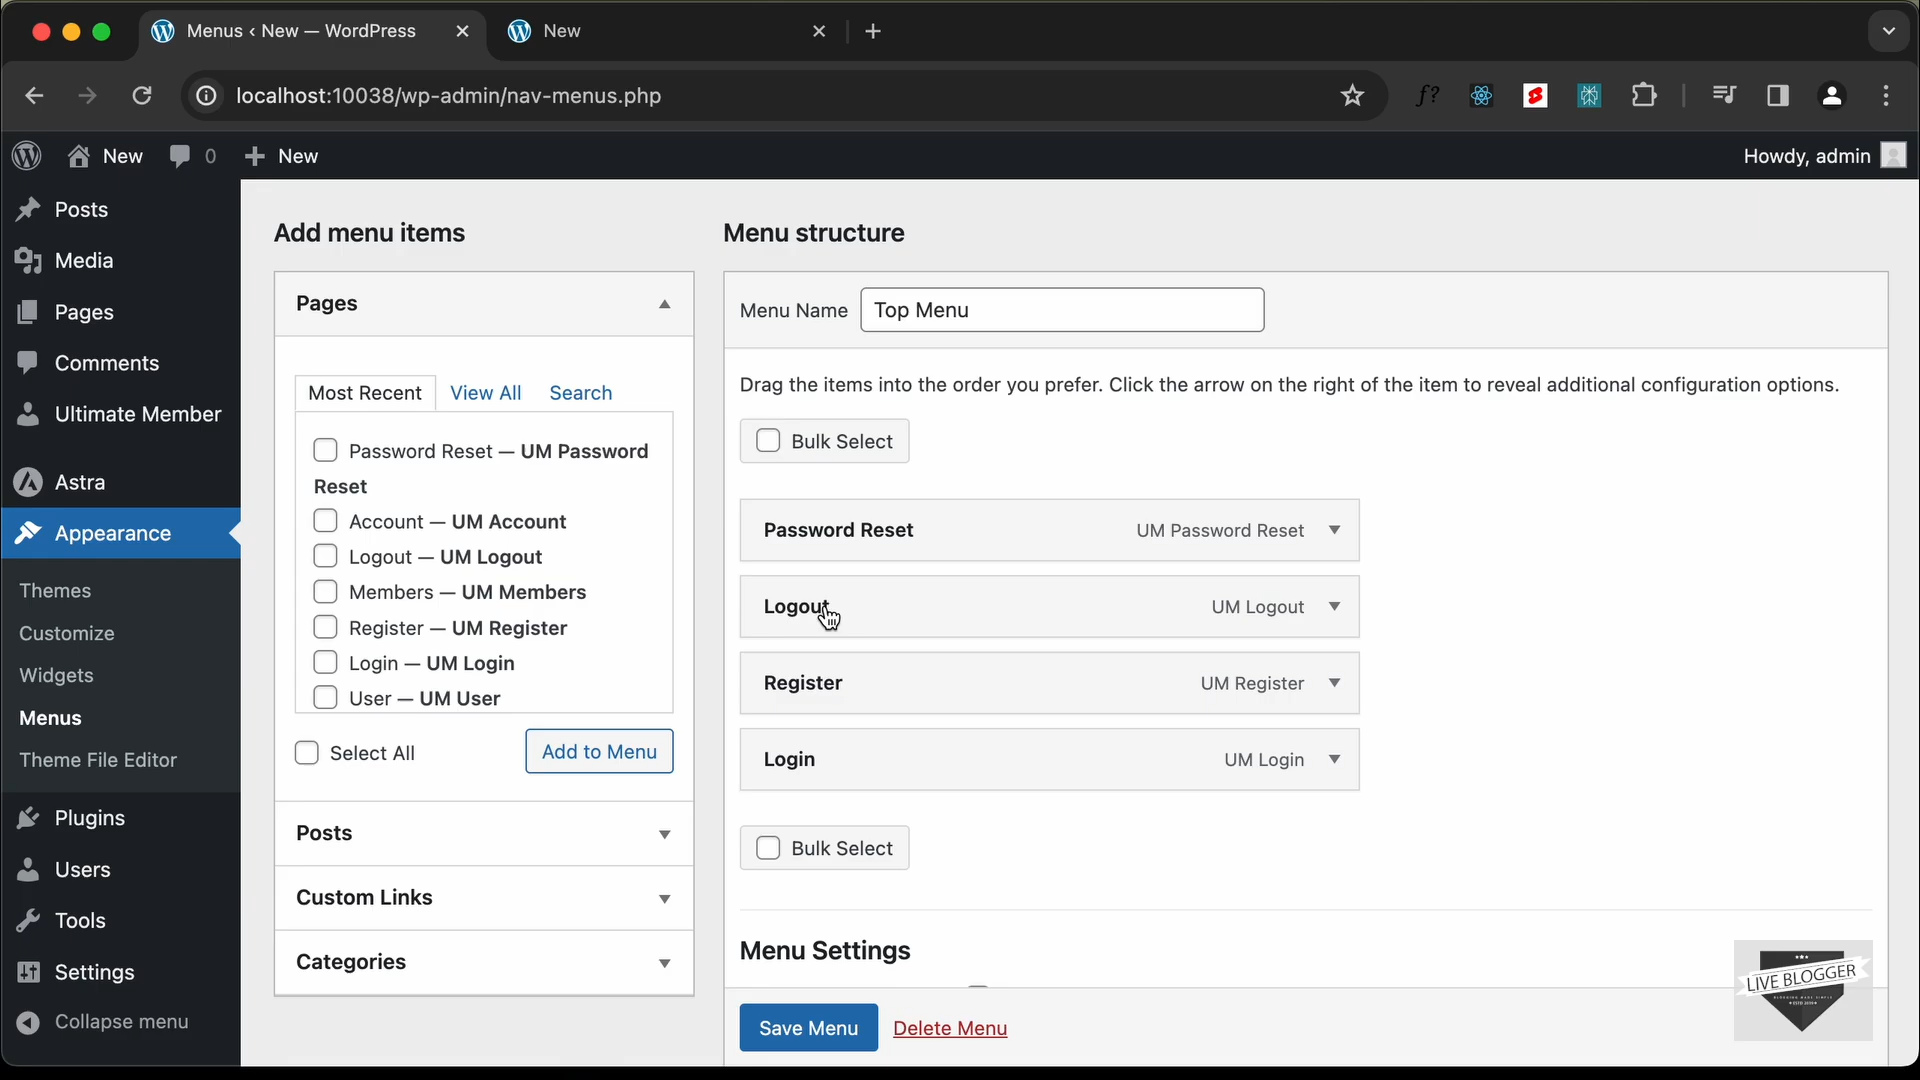 Menus ‹ New — WordPress
New
localhost:10038/wp-admin/nav-menus.php
f?
New
0
New
Howdy, admin
Posts
Media
Pages
Comments
Ultimate Member
Astra
Appearance
Themes
Customize
Widgets
Menus
Theme File Editor
Plugins
Users
Tools
Settings
Collapse menu
Add menu items
Pages
Most Recent
View All
Search
Password Reset — UM Password
Reset
Account — UM Account
Logout — UM Logout
Members — UM Members
Register — UM Register
Login — UM Login
User — UM User
Select All
Add to Menu
Posts
Custom Links
Categories
Menu structure
Menu Name
Top Menu
Drag the items into the order you prefer. Click the arrow on the right of the item to reveal additional configuration options.
Bulk Select
Password Reset
UM Password Reset
Logout
UM Logout
Register
UM Register
Login
UM Login
Bulk Select
Menu Settings
Save Menu
Delete Menu
LIVE BLOGGER